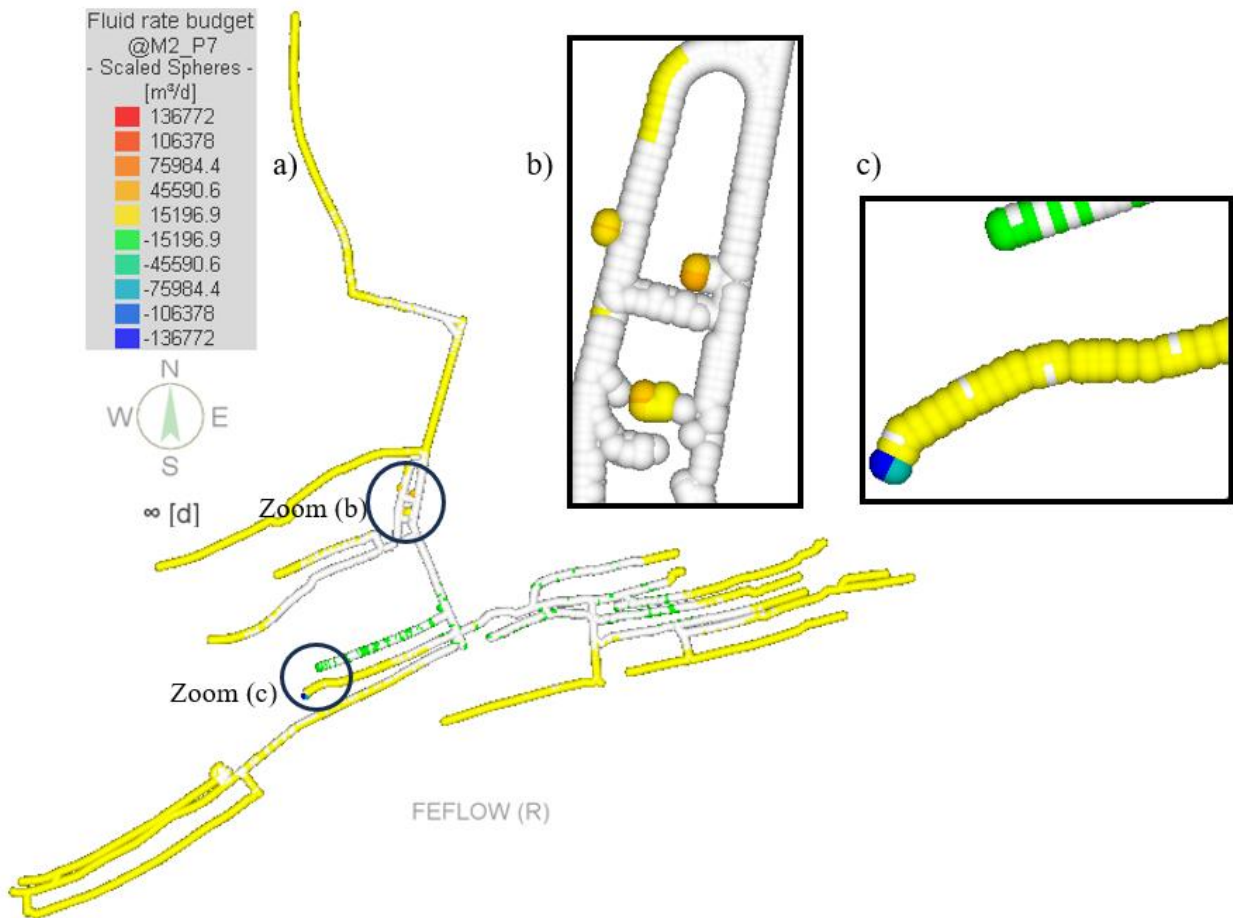 Fluid rate budget
@M2_P7
- Scaled Spheres -
[m³/d]
136772
106378
75984.4
45590.6
15196.9
-15196.9
-45590.6
-75984.4
-106378
-136772
a)
b)
c)
N
W E
S
∞ [d]
Zoom (b)
Zoom (c)
FEFLOW (R)